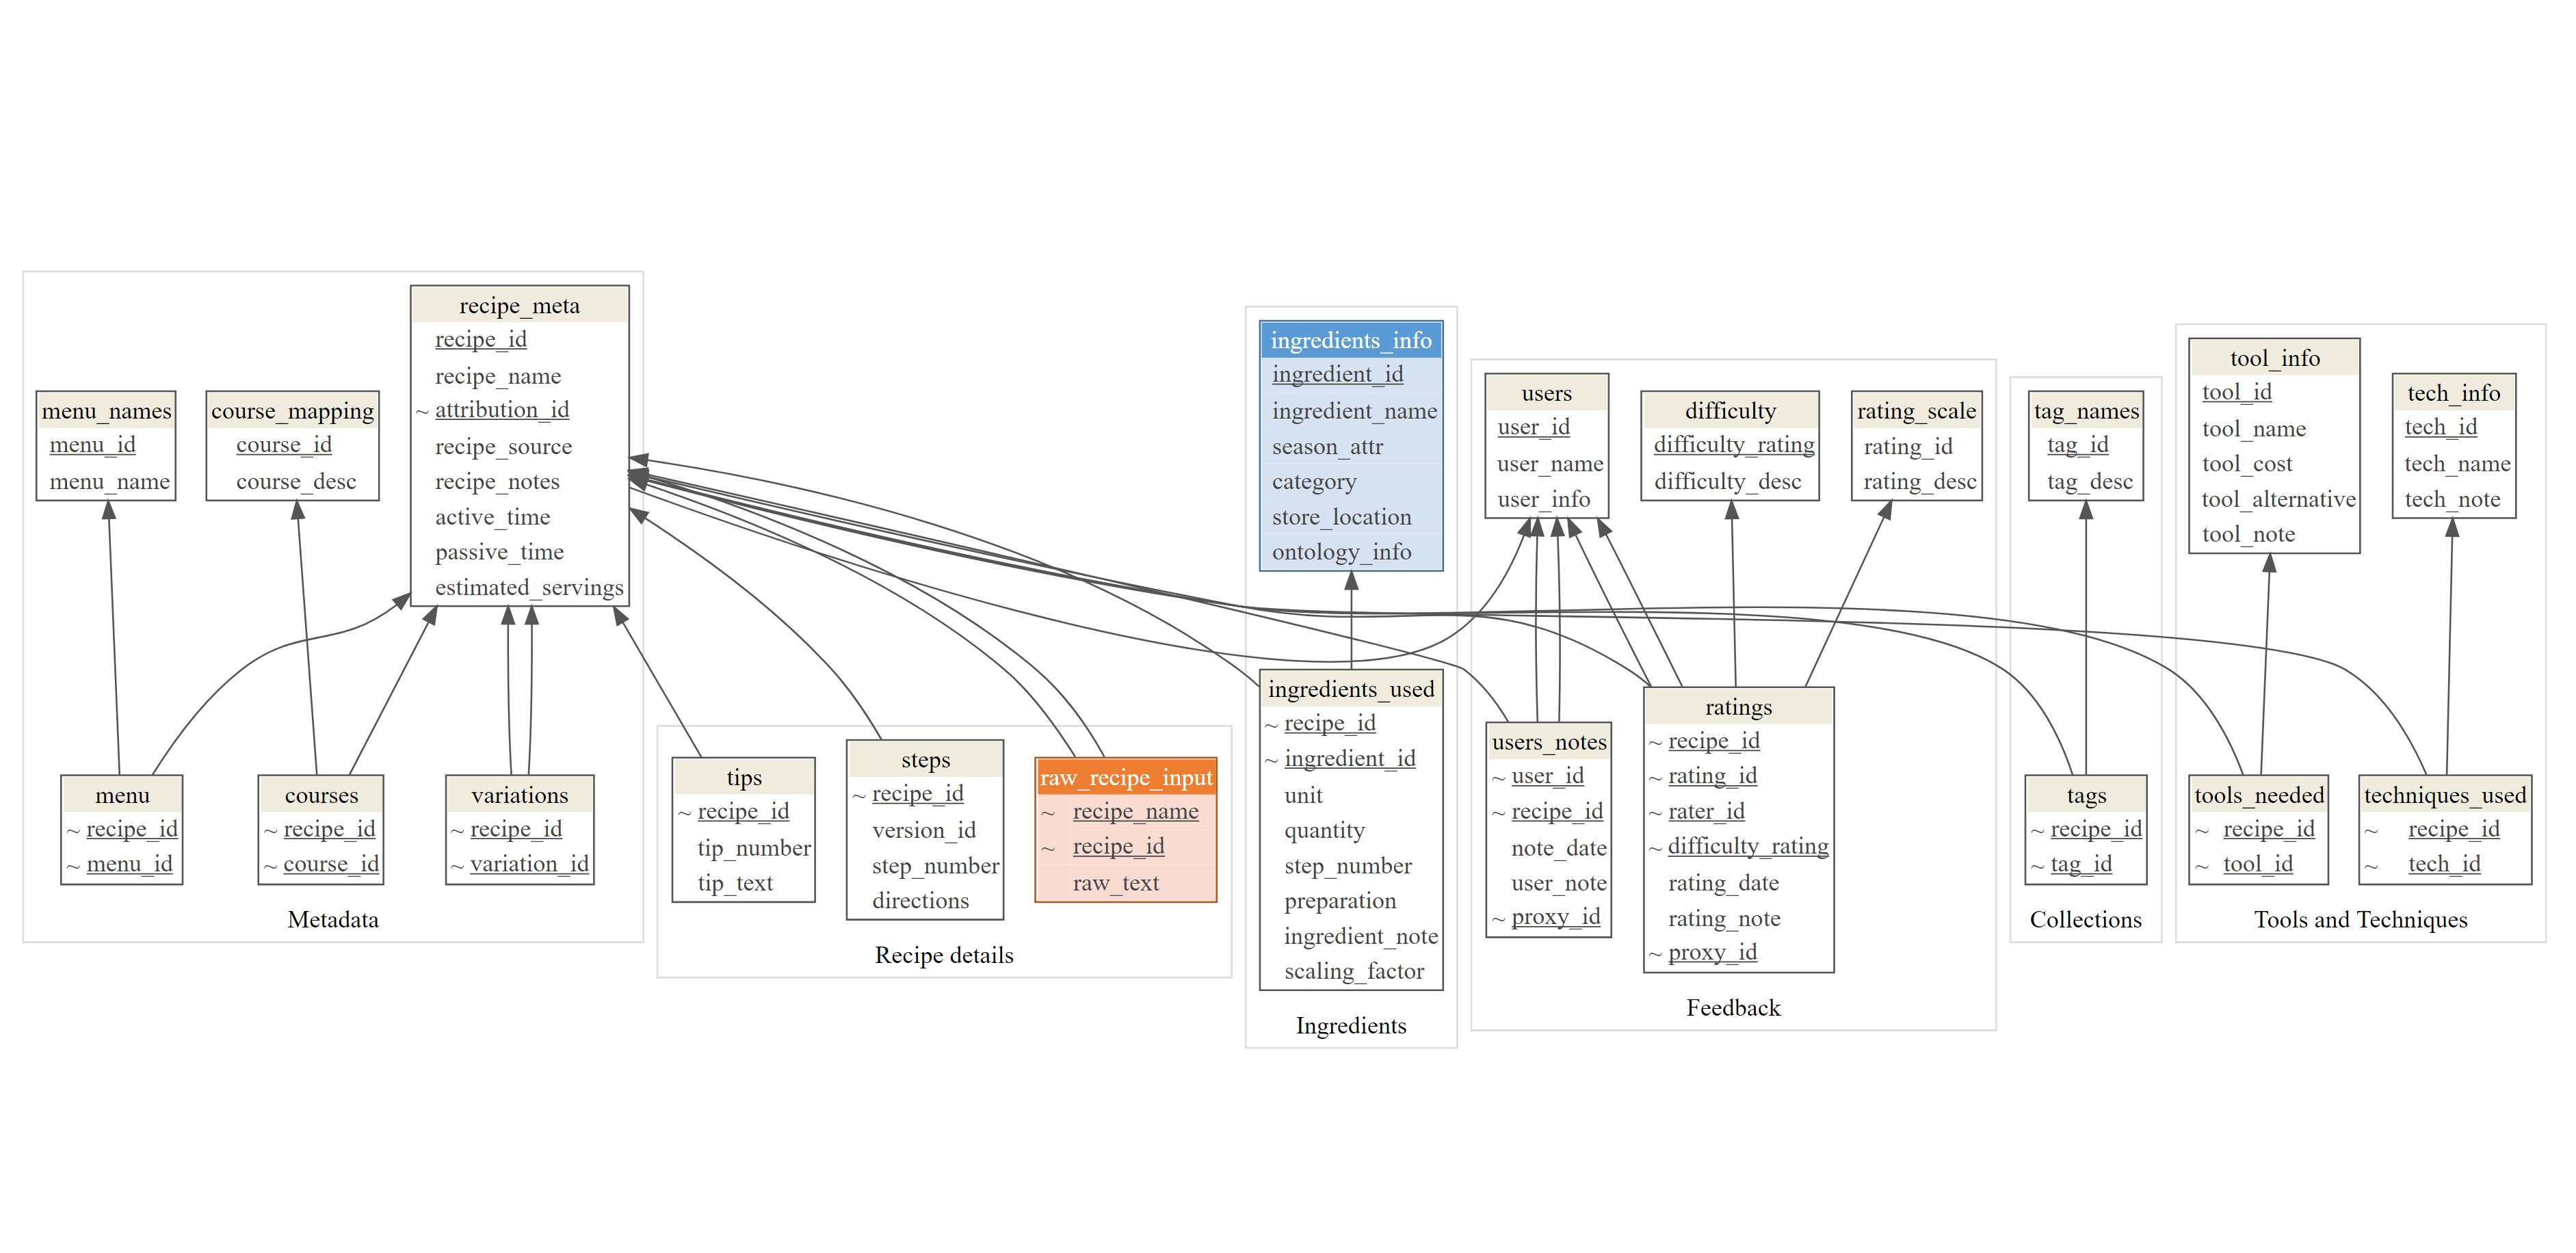 recipe_meta
recipe_id
recipe_name
~ attribution_id
recipe_source
recipe_notes
active_time
passive_time
estimated_servings
menu_names
menu_id
menu_name
course_mapping
course_id
course_desc
menu
~ recipe_id
~ menu_id
courses
~ recipe_id
~ course_id
variations
~ recipe_id
~ variation_id
Metadata
tips
~ recipe_id
tip_number
tip_text
steps
~ recipe_id
version_id
step_number
directions
raw_recipe_input
~ recipe_name
~ recipe_id
raw_text
Recipe details
ingredients_info
ingredient_id
ingredient_name
season_attr
category
store_location
ontology_info
ingredients_used
~ recipe_id
~ ingredient_id
unit
quantity
step_number
preparation
ingredient_note
scaling_factor
Ingredients
users
user_id
user_name
user_info
difficulty
difficulty_rating
difficulty_desc
rating_scale
rating_id
rating_desc
users_notes
~ user_id
~ recipe_id
note_date
user_note
~ proxy_id
ratings
~ recipe_id
~ rating_id
~ rater_id
~ difficulty_rating
rating_date
rating_note
~ proxy_id
Feedback
tag_names
tag_id
tag_desc
tags
~ recipe_id
~ tag_id
Collections
tool_info
tool_id
tool_name
tool_cost
tool_alternative
tool_note
tech_info
tech_id
tech_name
tech_note
tools_needed
~ recipe_id
~ tool_id
techniques_used
~ recipe_id
~ tech_id
Tools and Techniques